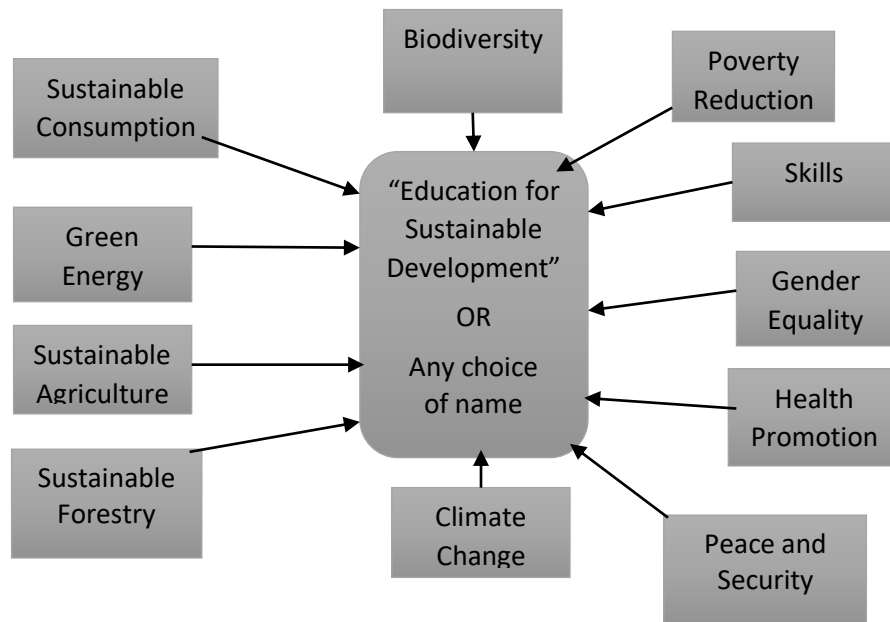 Biodiversity
Poverty
Reduction
Sustainable
Consumption
Skills
“Education for
Sustainable
Development”
OR
Any choice
of name
Green
Energy
Gender
Equality
Sustainable
Agriculture
Health
Promotion
Sustainable
Forestry
Climate
Change
Peace and
Security